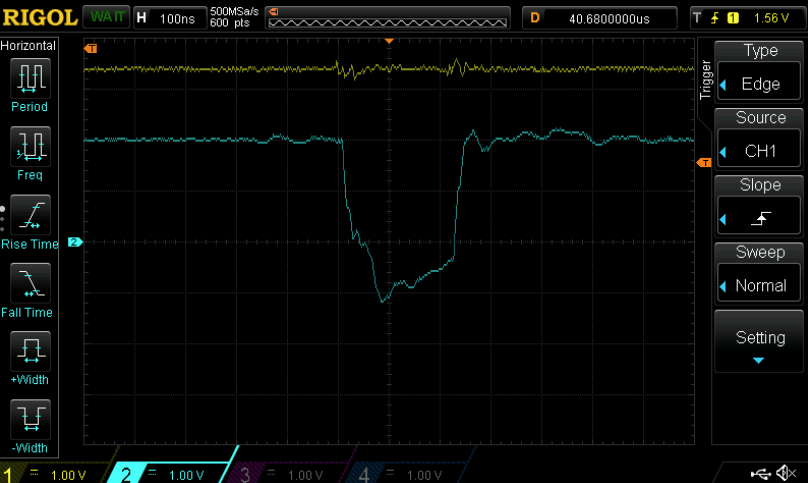 RIGOL WAIT H 100ns 500MSa/s D 40.6800000us T 1 1.56 V
600 pts
Horizontal
Period
Freq
Rise Time
Fall Time
+Width
-Width
T
T
2
Trigger
Type
Edge
Source
CH1
Slope
Sweep
Normal
Setting
1 = 1.00 V 2 = 1.00 V 3 = 1.00 V 4 = 1.00 V